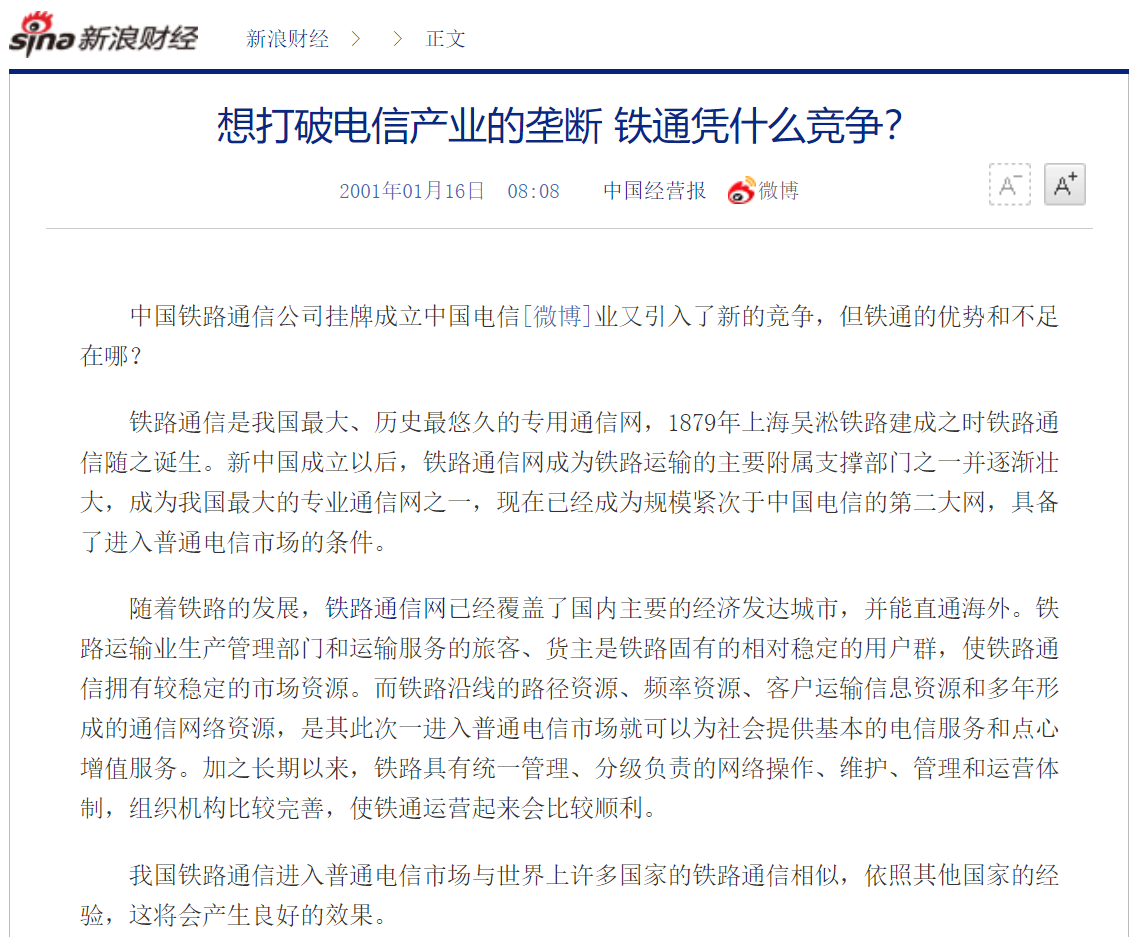 sina新浪财经 新浪财经 > > 正文
想打破电信产业的垄断 铁通凭什么竞争?
2001年01月16日 08:08 中国经营报 微博 A- A+
中国铁路通信公司挂牌成立中国电信[微博]业又引入了新的竞争，但铁通的优势和不足
在哪？
铁路通信是我国最大、历史最悠久的专用通信网，1879年上海吴淞铁路建成之时铁路通
信随之诞生。新中国成立以后，铁路通信网成为铁路运输的主要附属支撑部门之一并逐渐壮
大，成为我国最大的专业通信网之一，现在已经成为规模紧次于中国电信的第二大网，具备
了进入普通电信市场的条件。
随着铁路的发展，铁路通信网已经覆盖了国内主要的经济发达城市，并能直通海外。铁
路运输业生产管理部门和运输服务的旅客、货主是铁路固有的相对稳定的用户群，使铁路通
信拥有较稳定的市场资源。而铁路沿线的路径资源、频率资源、客户运输信息资源和多年形
成的通信网络资源，是其此次一进入普通电信市场就可以为社会提供基本的电信服务和点心
增值服务。加之长期以来，铁路具有统一管理、分级负责的网络操作、维护、管理和运营体
制，组织机构比较完善，使铁通运营起来会比较顺利。
我国铁路通信进入普通电信市场与世界上许多国家的铁路通信相似，依照其他国家的经
验，这将会产生良好的效果。